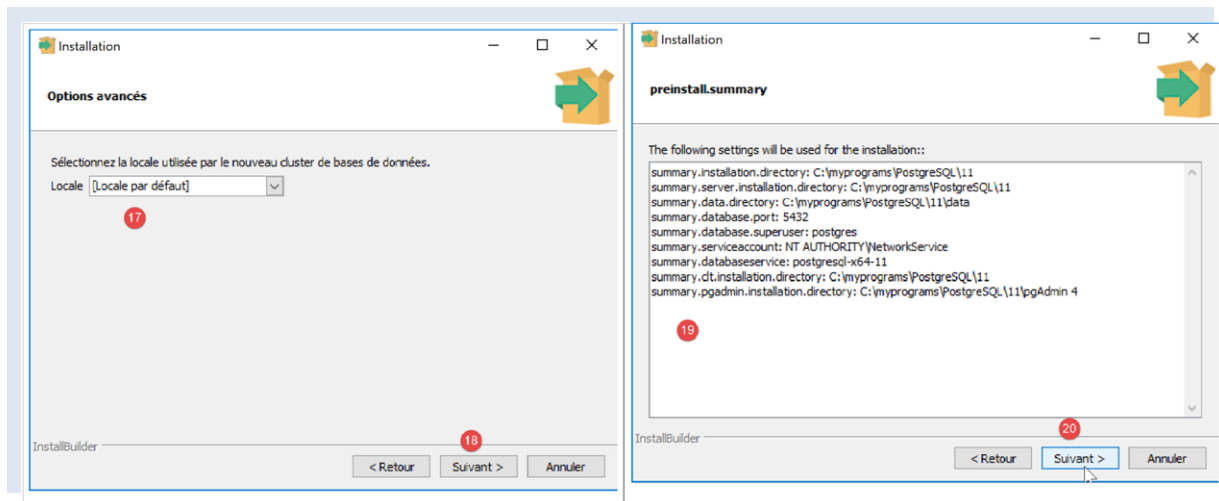 Installation
Options avancés
Sélectionnez la locale utilisée par le nouveau cluster de bases de données.
Locale [Locale par défaut]
17
InstallBuilder
18
< Retour Suivant > Annuler
Installation
preinstall.summary
The following settings will be used for the installation::
summary.installation.directory: C:\myprograms\PostgreSQL\11
summary.server.installation.directory: C:\myprograms\PostgreSQL\11
summary.data.directory: C:\myprograms\PostgreSQL\11\data
summary.database.port: 5432
summary.database.superuser: postgres
summary.serviceaccount: NT AUTHORITY\NetworkService
summary.databaseservice: postgresql-x64-11
summary.clt.installation.directory: C:\myprograms\PostgreSQL\11
summary.pgadmin.installation.directory: C:\myprograms\PostgreSQL\11\pgAdmin 4
19
20
InstallBuilder
< Retour Suivant > Annuler